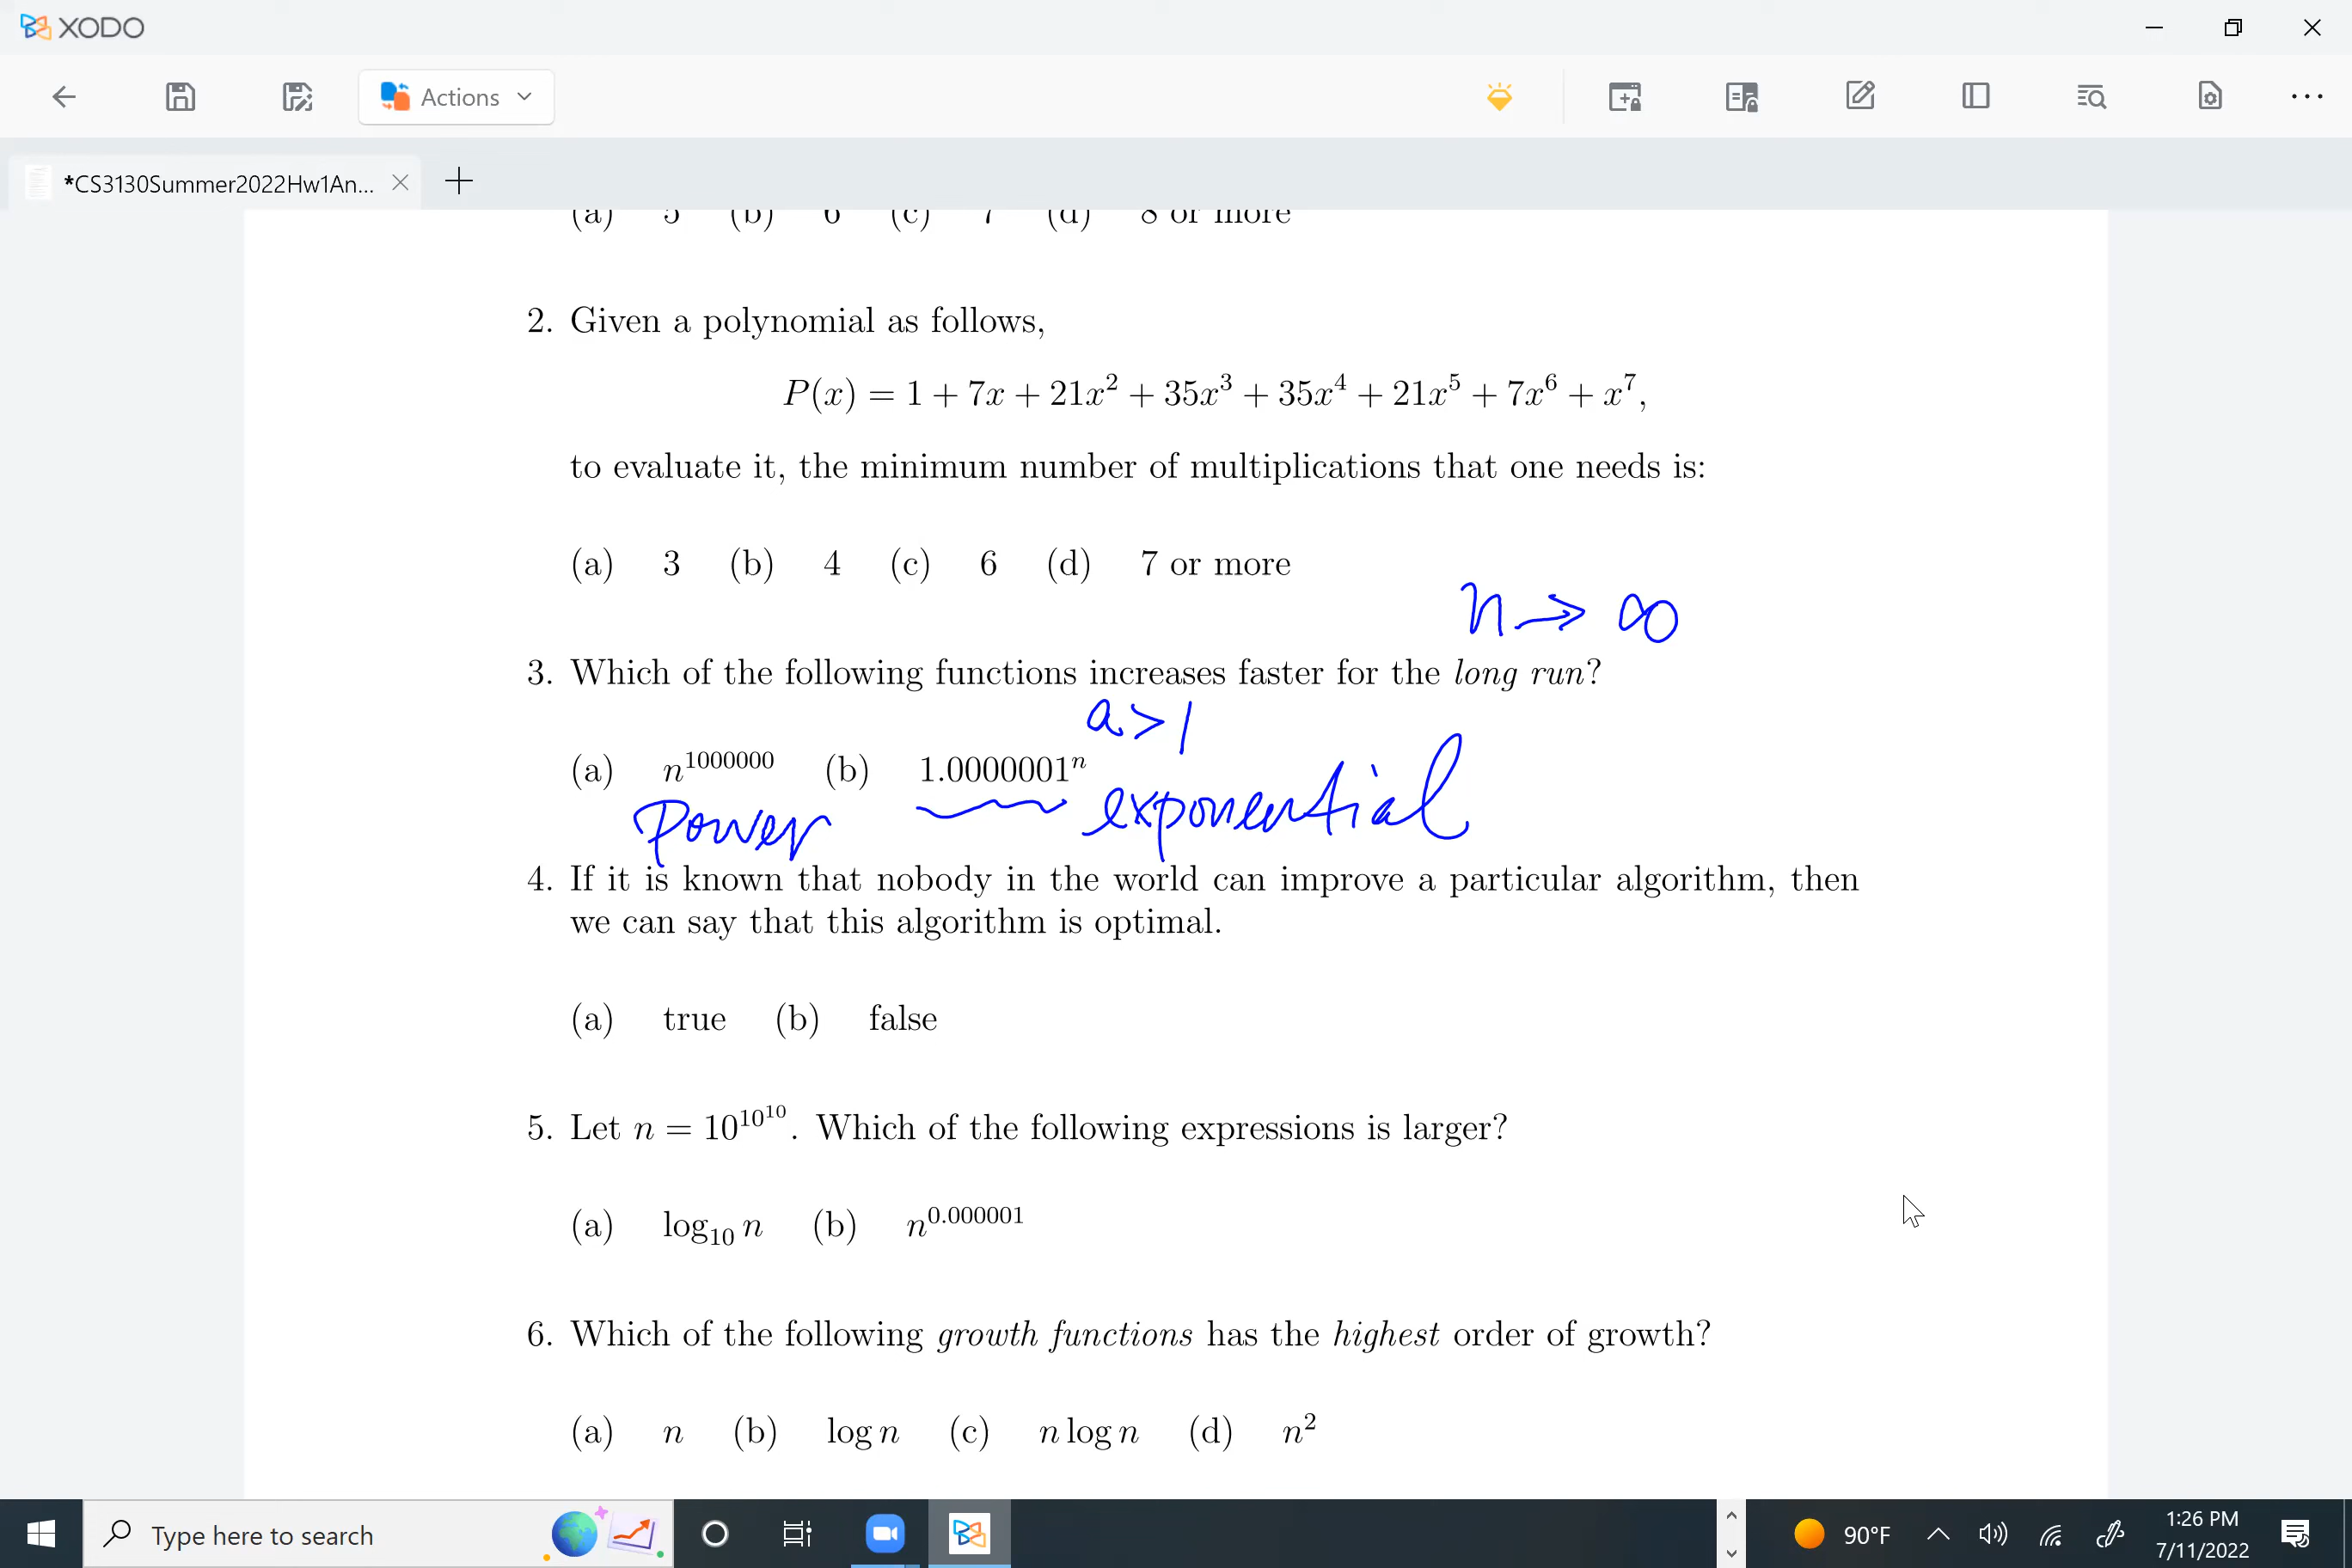 XODO
Actions
*CS3130Summer2022Hw1An...
(a) 5 (b) 6 (c) 7 (d) 8 or more
2. Given a polynomial as follows,
P(x) = 1 + 7x + 21x² + 35x³ + 35x⁴ + 21x⁵ + 7x⁶ + x⁷,
to evaluate it, the minimum number of multiplications that one needs is:
(a) 3 (b) 4 (c) 6 (d) 7 or more
n → ∞
3. Which of the following functions increases faster for the long run?
a > 1
(a) n^1000000 (b) 1.0000001^n
Power exponential
4. If it is known that nobody in the world can improve a particular algorithm, then
we can say that this algorithm is optimal.
(a) true (b) false
5. Let n = 10^10^10. Which of the following expressions is larger?
(a) log₁₀ n (b) n^0.000001
6. Which of the following growth functions has the highest order of growth?
(a) n (b) log n (c) n log n (d) n²
Type here to search
90°F
1:26 PM
7/11/2022